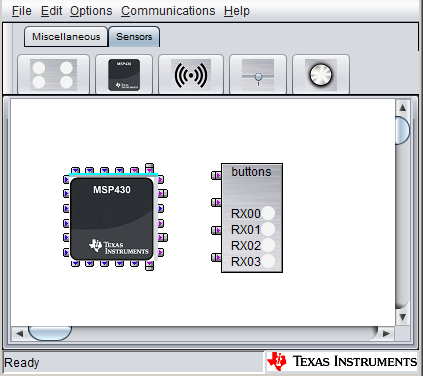 File Edit Options Communications Help
Miscellaneous Sensors
MSP430
MSP430
TEXAS
INSTRUMENTS
buttons
RX00
RX01
RX02
RX03
Ready
TEXAS INSTRUMENTS